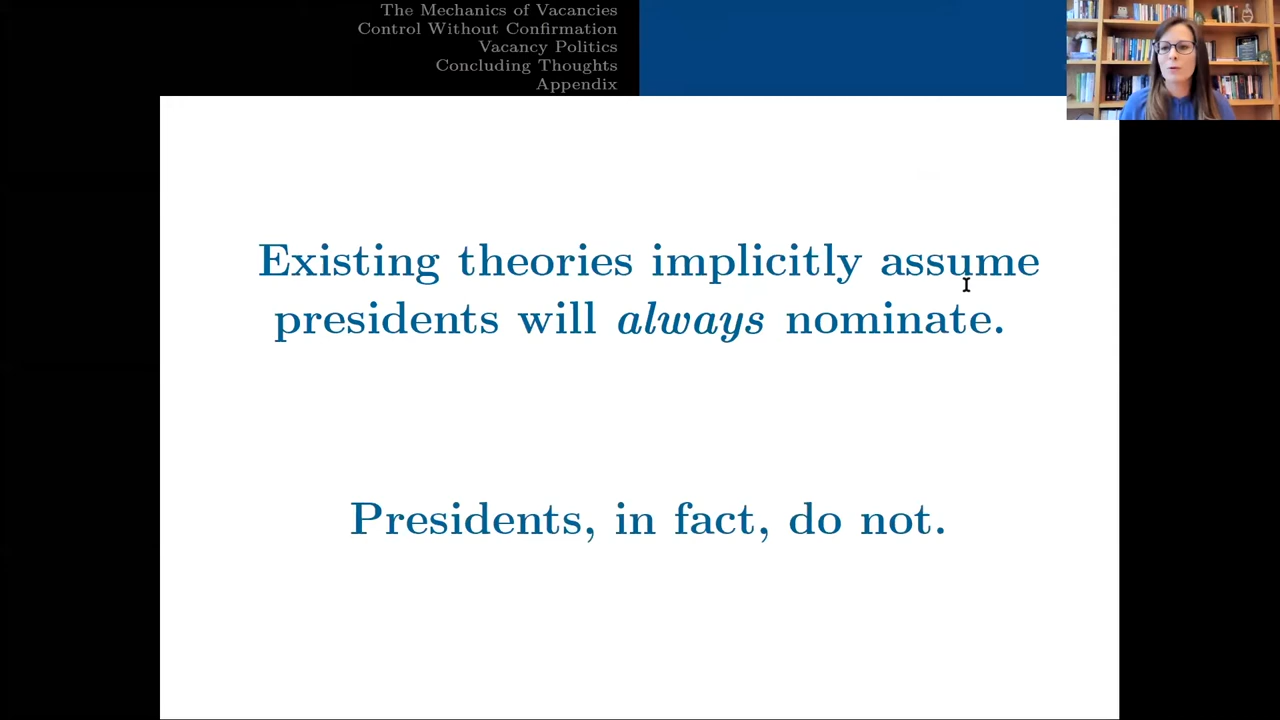 The Mechanics of Vacancies
Control Without Confirmation
Vacancy Politics
Concluding Thoughts
Appendix
Existing theories implicitly assume
presidents will always nominate.
Presidents, in fact, do not.